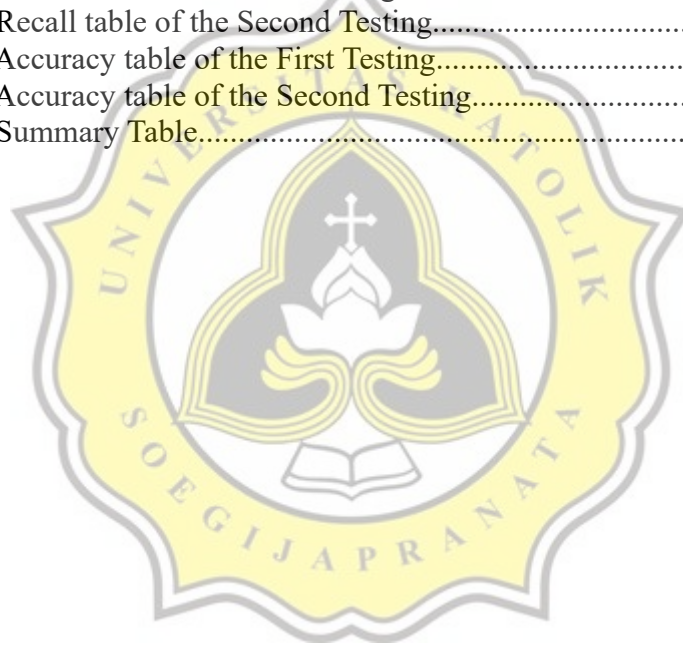 Recall table of the Second Testing
Accuracy table of the First Testing
Accuracy table of the Second Testing
Summary Table
UNIVERSITAS KATOLIK
SOEGIJAPRANATA